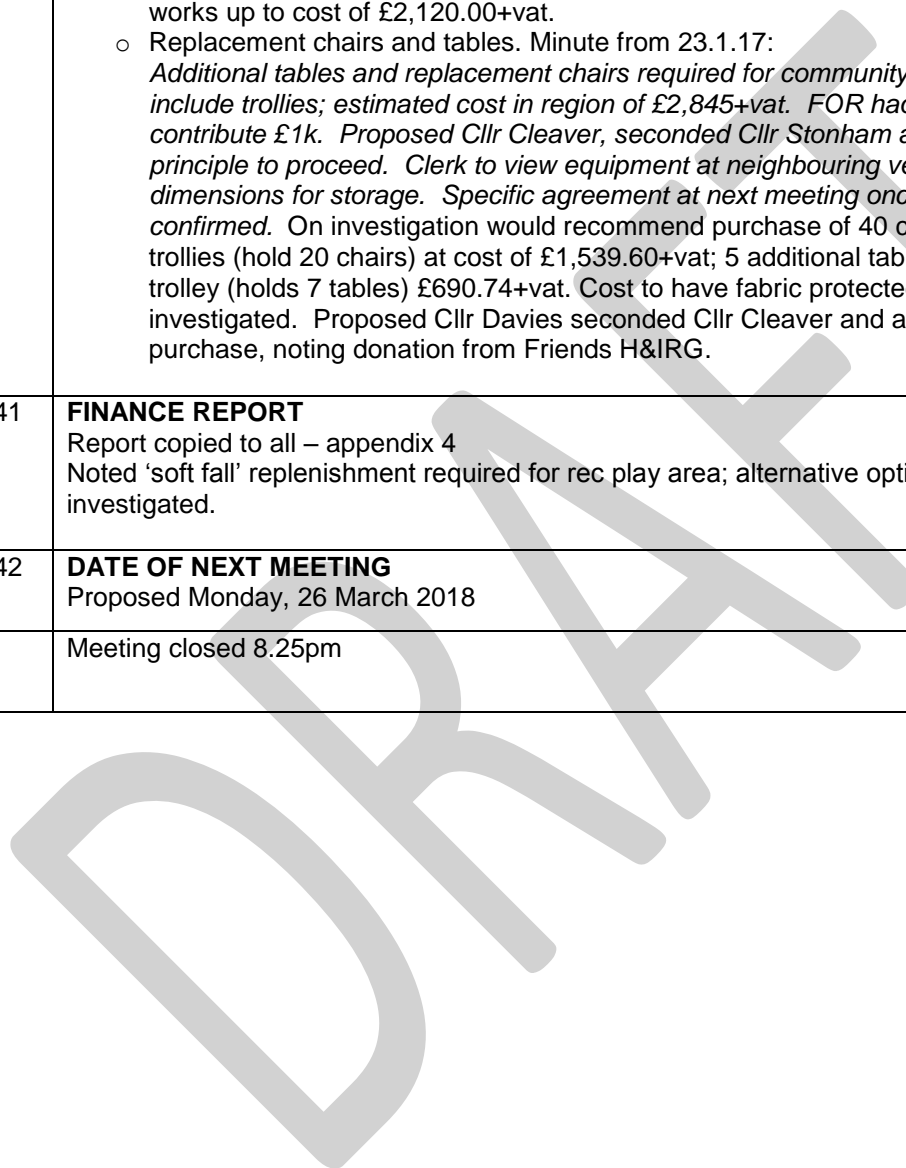 works up to cost of £2,120.00+vat.
o Replacement chairs and tables. Minute from 23.1.17:
Additional tables and replacement chairs required for community
include trollies; estimated cost in region of £2,845+vat. FOR had
contribute £1k. Proposed Cllr Cleaver, seconded Cllr Stonham
principle to proceed. Clerk to view equipment at neighbouring
dimensions for storage. Specific agreement at next meeting
confirmed. On investigation would recommend purchase of 40
trollies (hold 20 chairs) at cost of £1,539.60+vat; 5 additional
trolley (holds 7 tables) £690.74+vat. Cost to have fabric
investigated. Proposed Cllr Davies seconded Cllr Cleaver and
purchase, noting donation from Friends H&IRG.
41 FINANCE REPORT
Report copied to all – appendix 4
Noted ‘soft fall’ replenishment required for rec play area; alternative
investigated.
42 DATE OF NEXT MEETING
Proposed Monday, 26 March 2018
Meeting closed 8.25pm
DRAFT